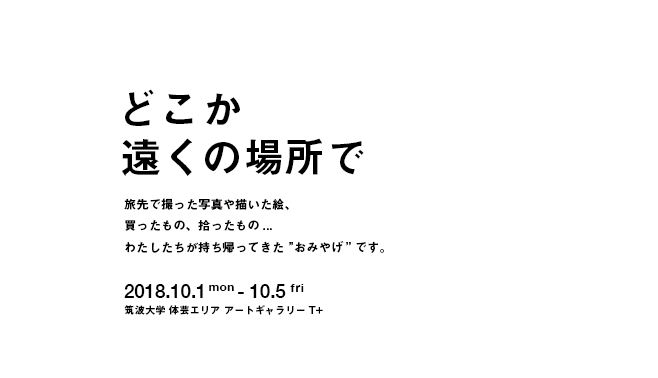 どこか
遠くの場所で
旅先で撮った写真や描いた絵、
買ったもの、拾ったもの...
わたしたちが持ち帰ってきた ”おみやげ” です。
2018.10.1 mon - 10.5 fri
筑波大学 体芸エリア アートギャラリー T+